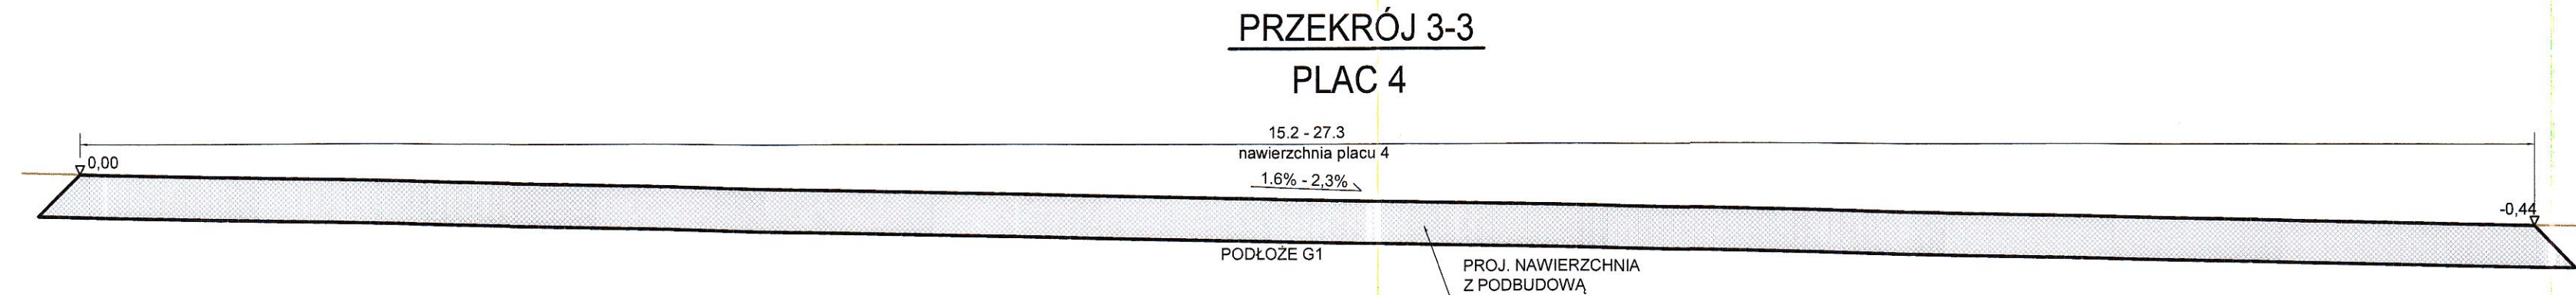 PRZEKRÓJ 3-3
PLAC 4
15.2 - 27.3
nawierzchnia placu 4
0,00
1.6% - 2,3%
-0,44
PODŁOŻE G1
PROJ. NAWIERZCHNIA
Z PODBUDOWĄ